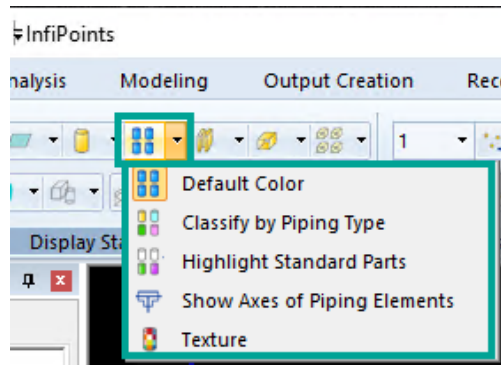 InfiPoints
nalysis Modeling Output Creation Rec
1
Default Color
Classify by Piping Type
Display Sta
Highlight Standard Parts
Show Axes of Piping Elements
Texture